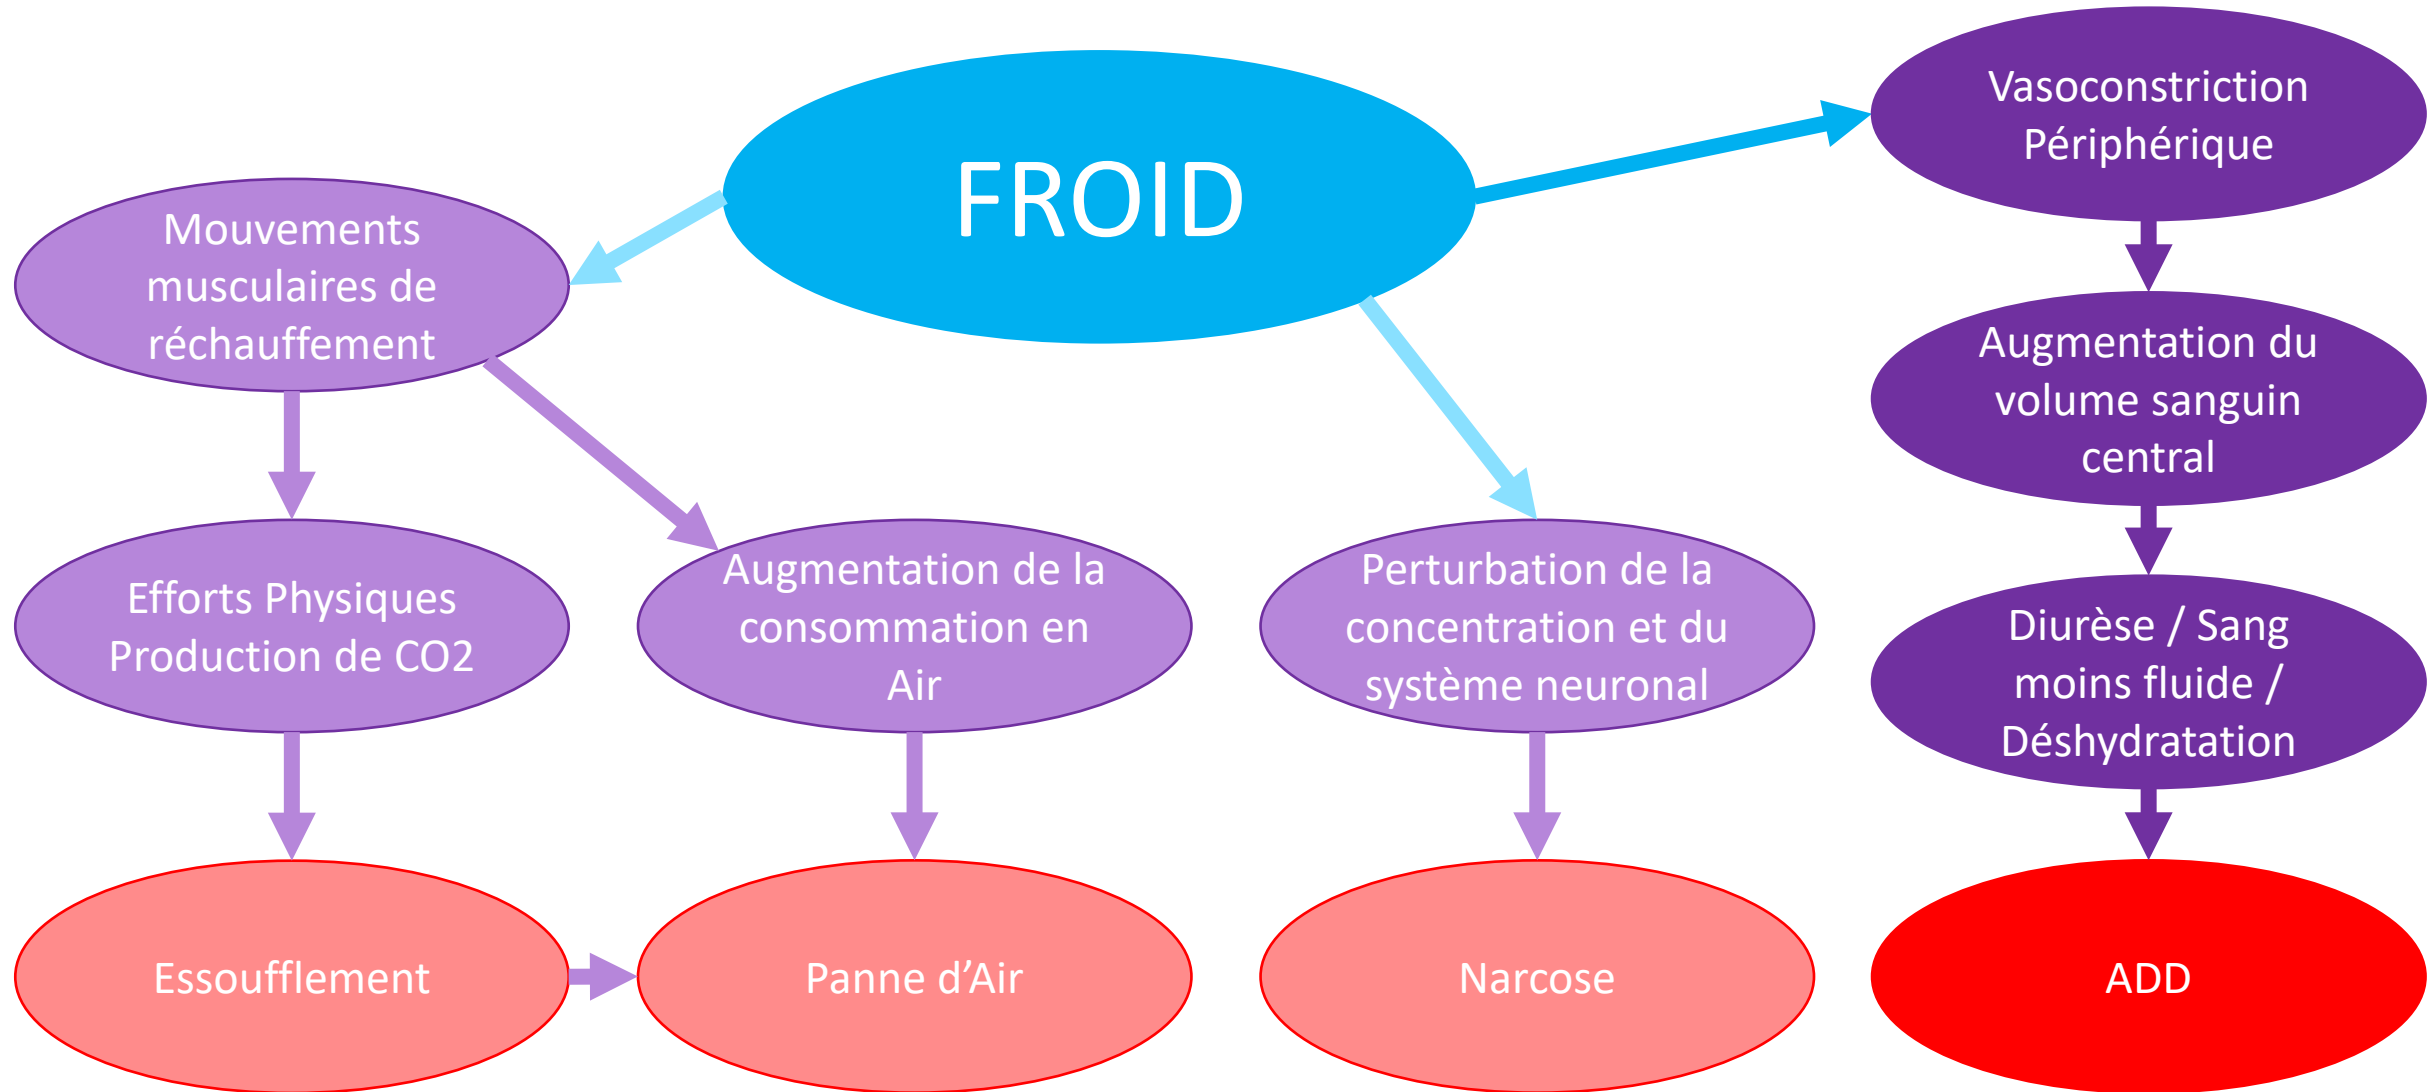 FROID
Vasoconstriction
Périphérique
Mouvements
musculaires de
réchauffement
Augmentation du
volume sanguin
central
Efforts Physiques
Production de CO2
Augmentation de la
consommation en
Air
Perturbation de la
concentration et du
système neuronal
Diurèse / Sang
moins fluide /
Déshydratation
Essoufflement
Panne d’Air
Narcose
ADD